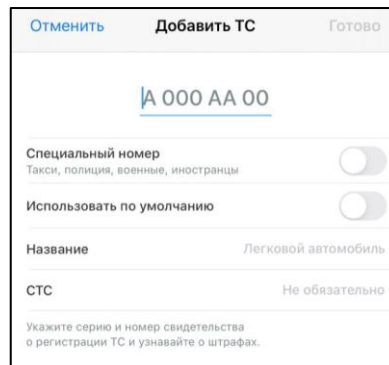 Отменить Добавить ТС Готово
А 000 АА 00
Специальный номер
Такси, полиция, военные, иностранцы
Использовать по умолчанию
Название Легковой автомобиль
СТС Не обязательно
Укажите серию и номер свидетельства
о регистрации ТС и узнавайте о штрафах.